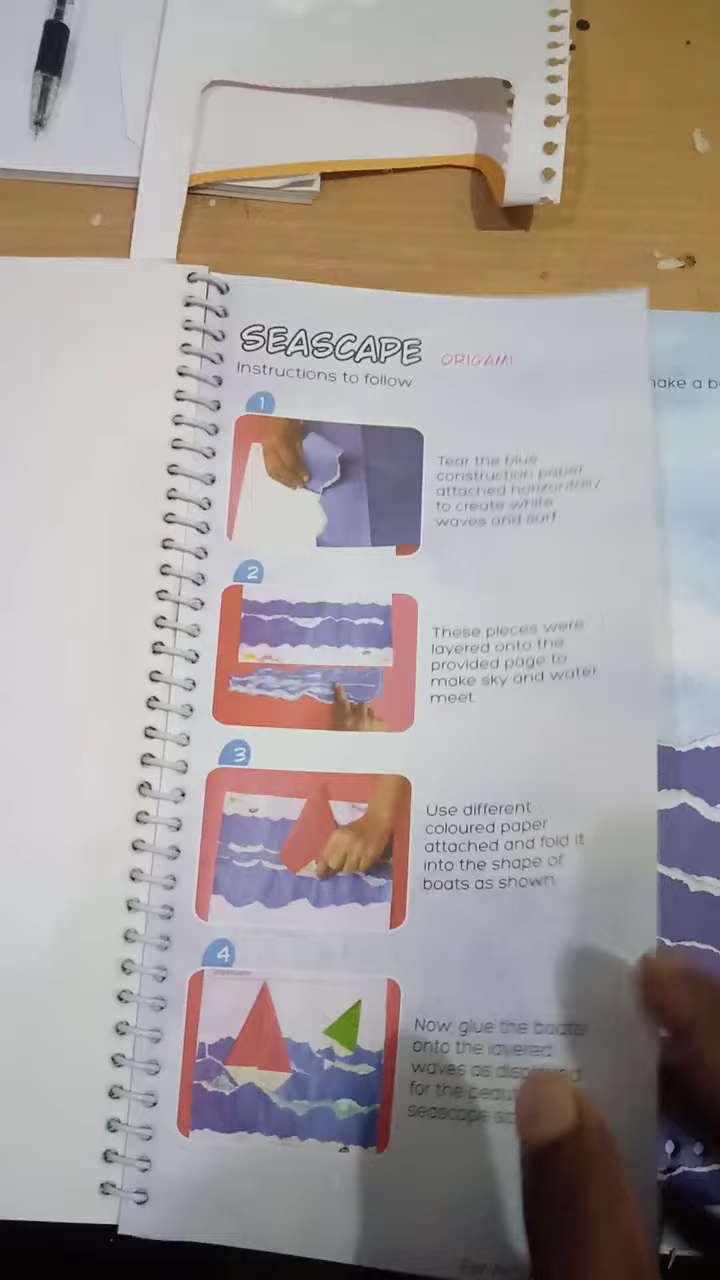 SEASCAPE ORIGAMI
Instructions to follow
1
Tear the blue
construction paper
attached horizontally
to create white
waves and surf
2
These pieces were
layered onto the
provided page to
make sky and water
meet.
3
Use different
coloured paper
attached and fold it
into the shape of
boats as shown.
4
Now, glue the boats
onto the layered
waves as displayed
for the
seascape
make a b